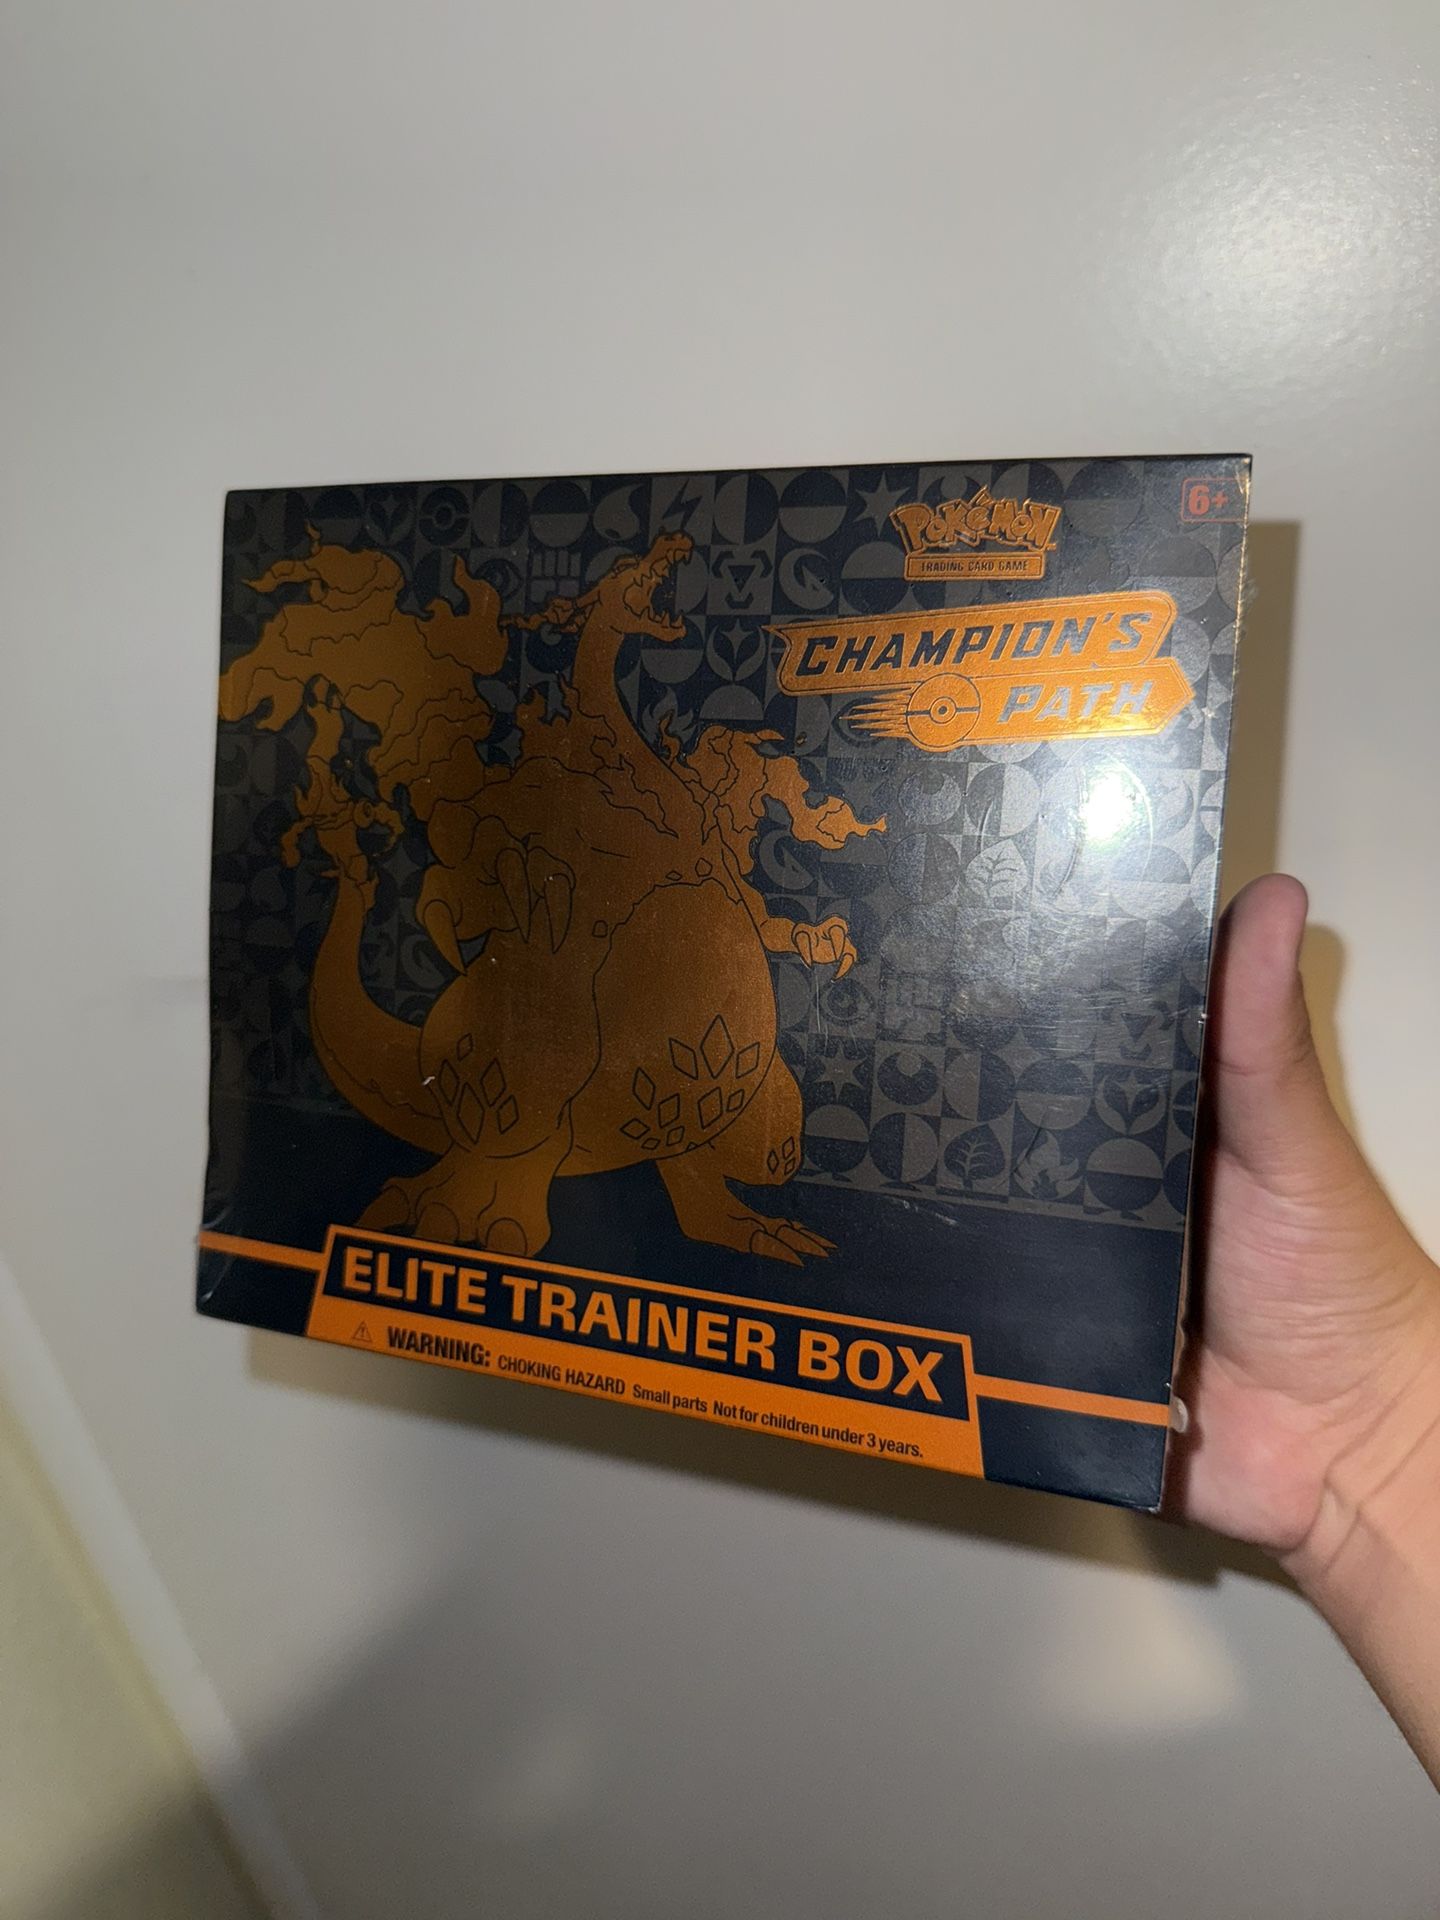 6+
POKéMON
TRADING CARD GAME
CHAMPION'S
PATH
ELITE TRAINER BOX
⚠ WARNING: CHOKING HAZARD Small parts Not for children under 3 years.